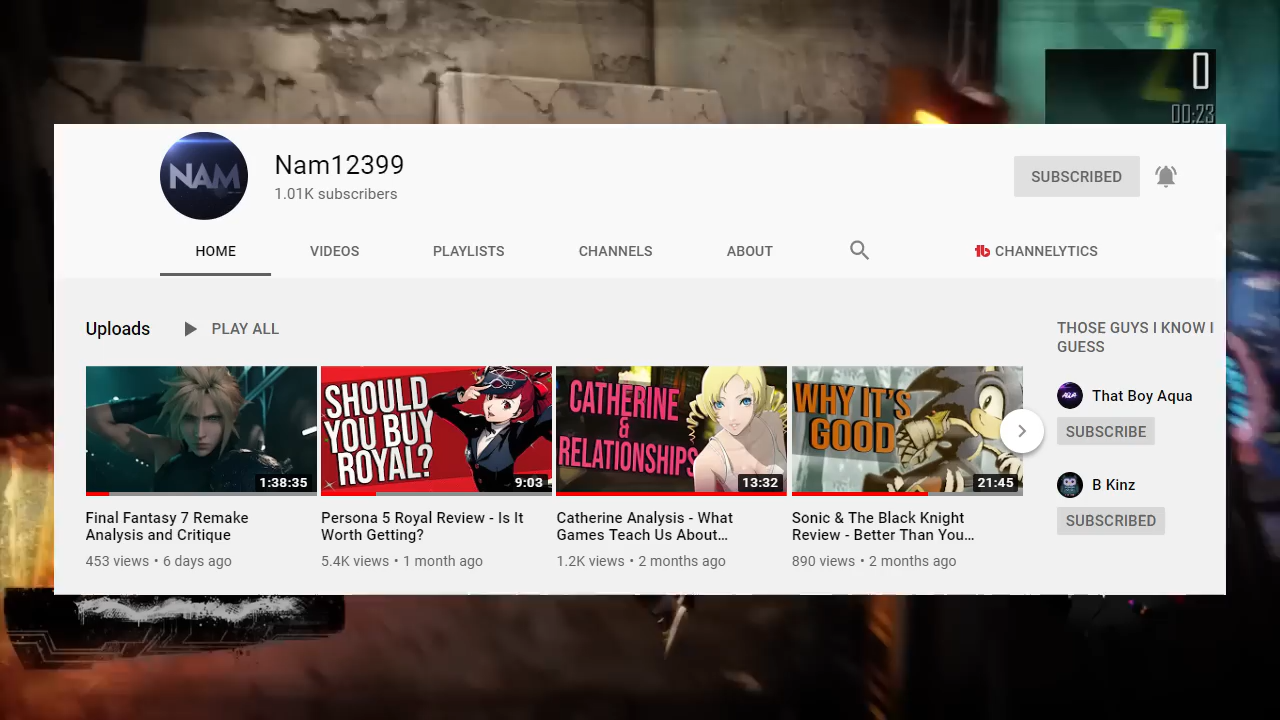 2
0
00:23
NAM
Nam12399
1.01K subscribers
SUBSCRIBED
HOME
VIDEOS
PLAYLISTS
CHANNELS
ABOUT
tb CHANNELYTICS
Uploads
PLAY ALL
THOSE GUYS I KNOW I
GUESS
1:38:35
SHOULD
YOU BUY
ROYAL?
9:03
CATHERINE
&
RELATIONSHIPS
13:32
WHY IT'S
GOOD
21:45
Final Fantasy 7 Remake
Analysis and Critique
453 views • 6 days ago
Persona 5 Royal Review - Is It
Worth Getting?
5.4K views • 1 month ago
Catherine Analysis - What
Games Teach Us About...
1.2K views • 2 months ago
Sonic & The Black Knight
Review - Better Than You...
890 views • 2 months ago
That Boy Aqua
SUBSCRIBE
B Kinz
SUBSCRIBED